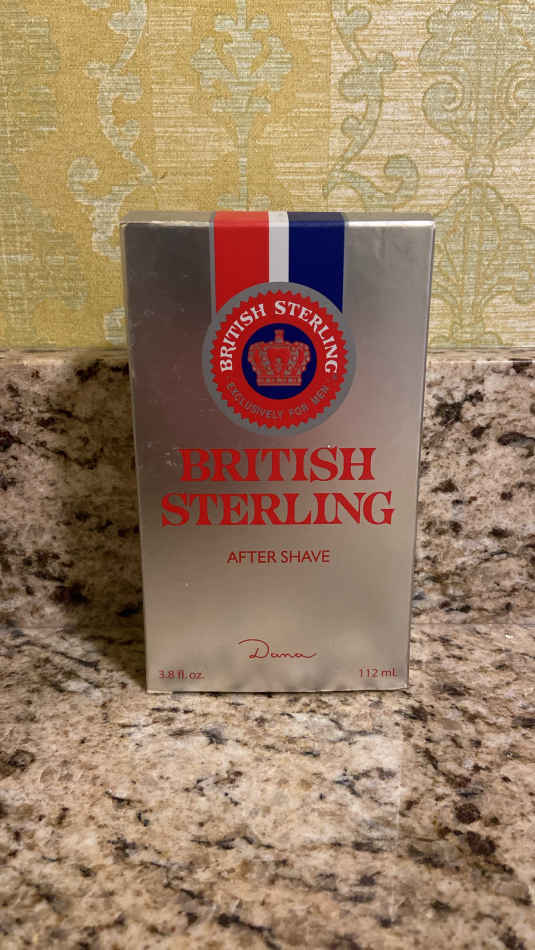 BRITISH STERLING
EXCLUSIVELY FOR MEN
BRITISH
STERLING
AFTER SHAVE
Dana
3.8 fl. oz. 112 mL